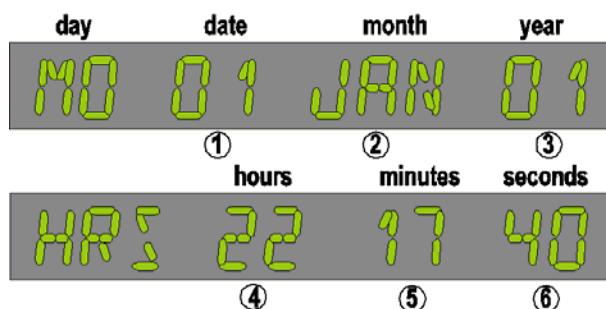 day date month year
MO 01 JAN 01
① ② ③
hours minutes seconds
HRS 22 17 40
④ ⑤ ⑥